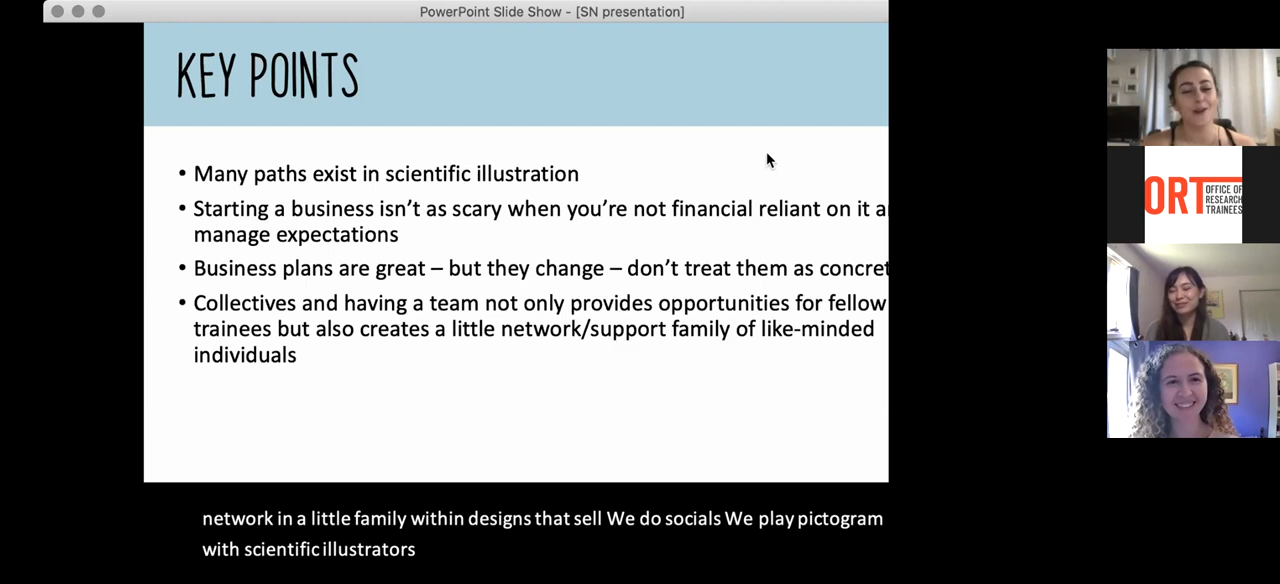 PowerPoint Slide Show - [SN presentation]
KEY POINTS
• Many paths exist in scientific illustration
• Starting a business isn't as scary when you're not financial reliant on it a
manage expectations
• Business plans are great – but they change – don't treat them as concret
• Collectives and having a team not only provides opportunities for fellow
trainees but also creates a little network/support family of like-minded
individuals
network in a little family within designs that sell We do socials We play pictogram
with scientific illustrators
ORT
OFFICE OF
RESEARCH
TRAINEES